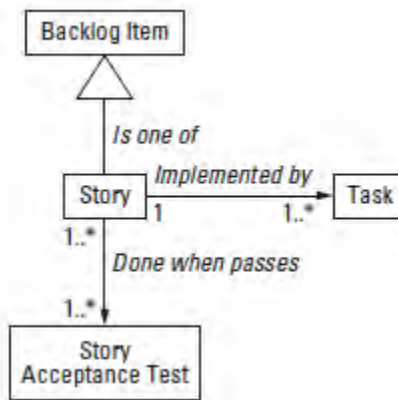 Backlog Item
Is one of
Implemented by
Story
Task
1
1..*
1..*
Done when passes
1..*
Story
Acceptance Test